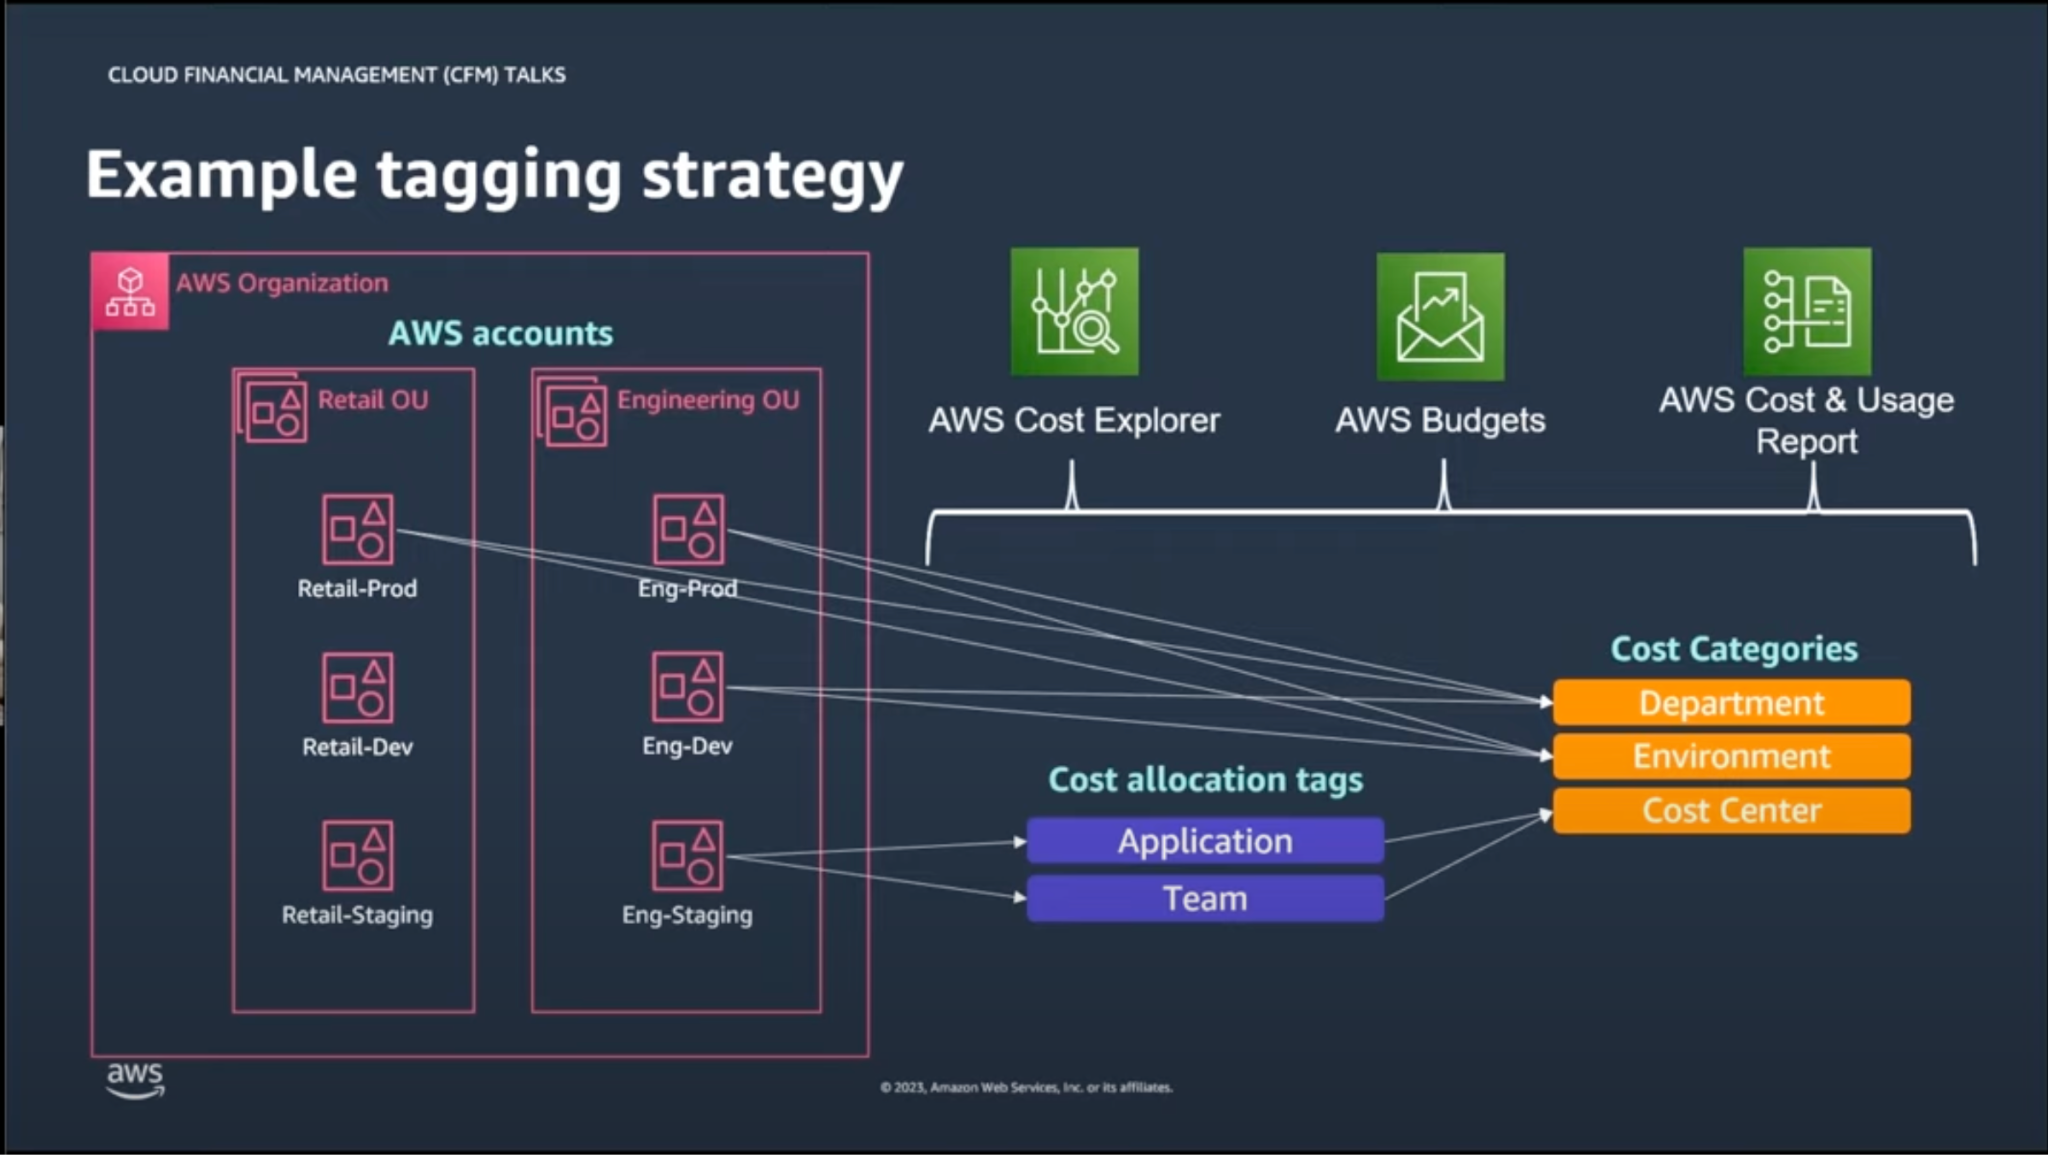 CLOUD FINANCIAL MANAGEMENT (CFM) TALKS
Example tagging strategy
AWS Organization
AWS accounts
Retail OU
Engineering OU
Retail-Prod
Eng-Prod
Retail-Dev
Eng-Dev
Retail-Staging
Eng-Staging
AWS Cost Explorer
AWS Budgets
AWS Cost & Usage
Report
Cost allocation tags
Application
Team
Cost Categories
Department
Environment
Cost Center
aws
© 2023, Amazon Web Services, Inc. or its affiliates.